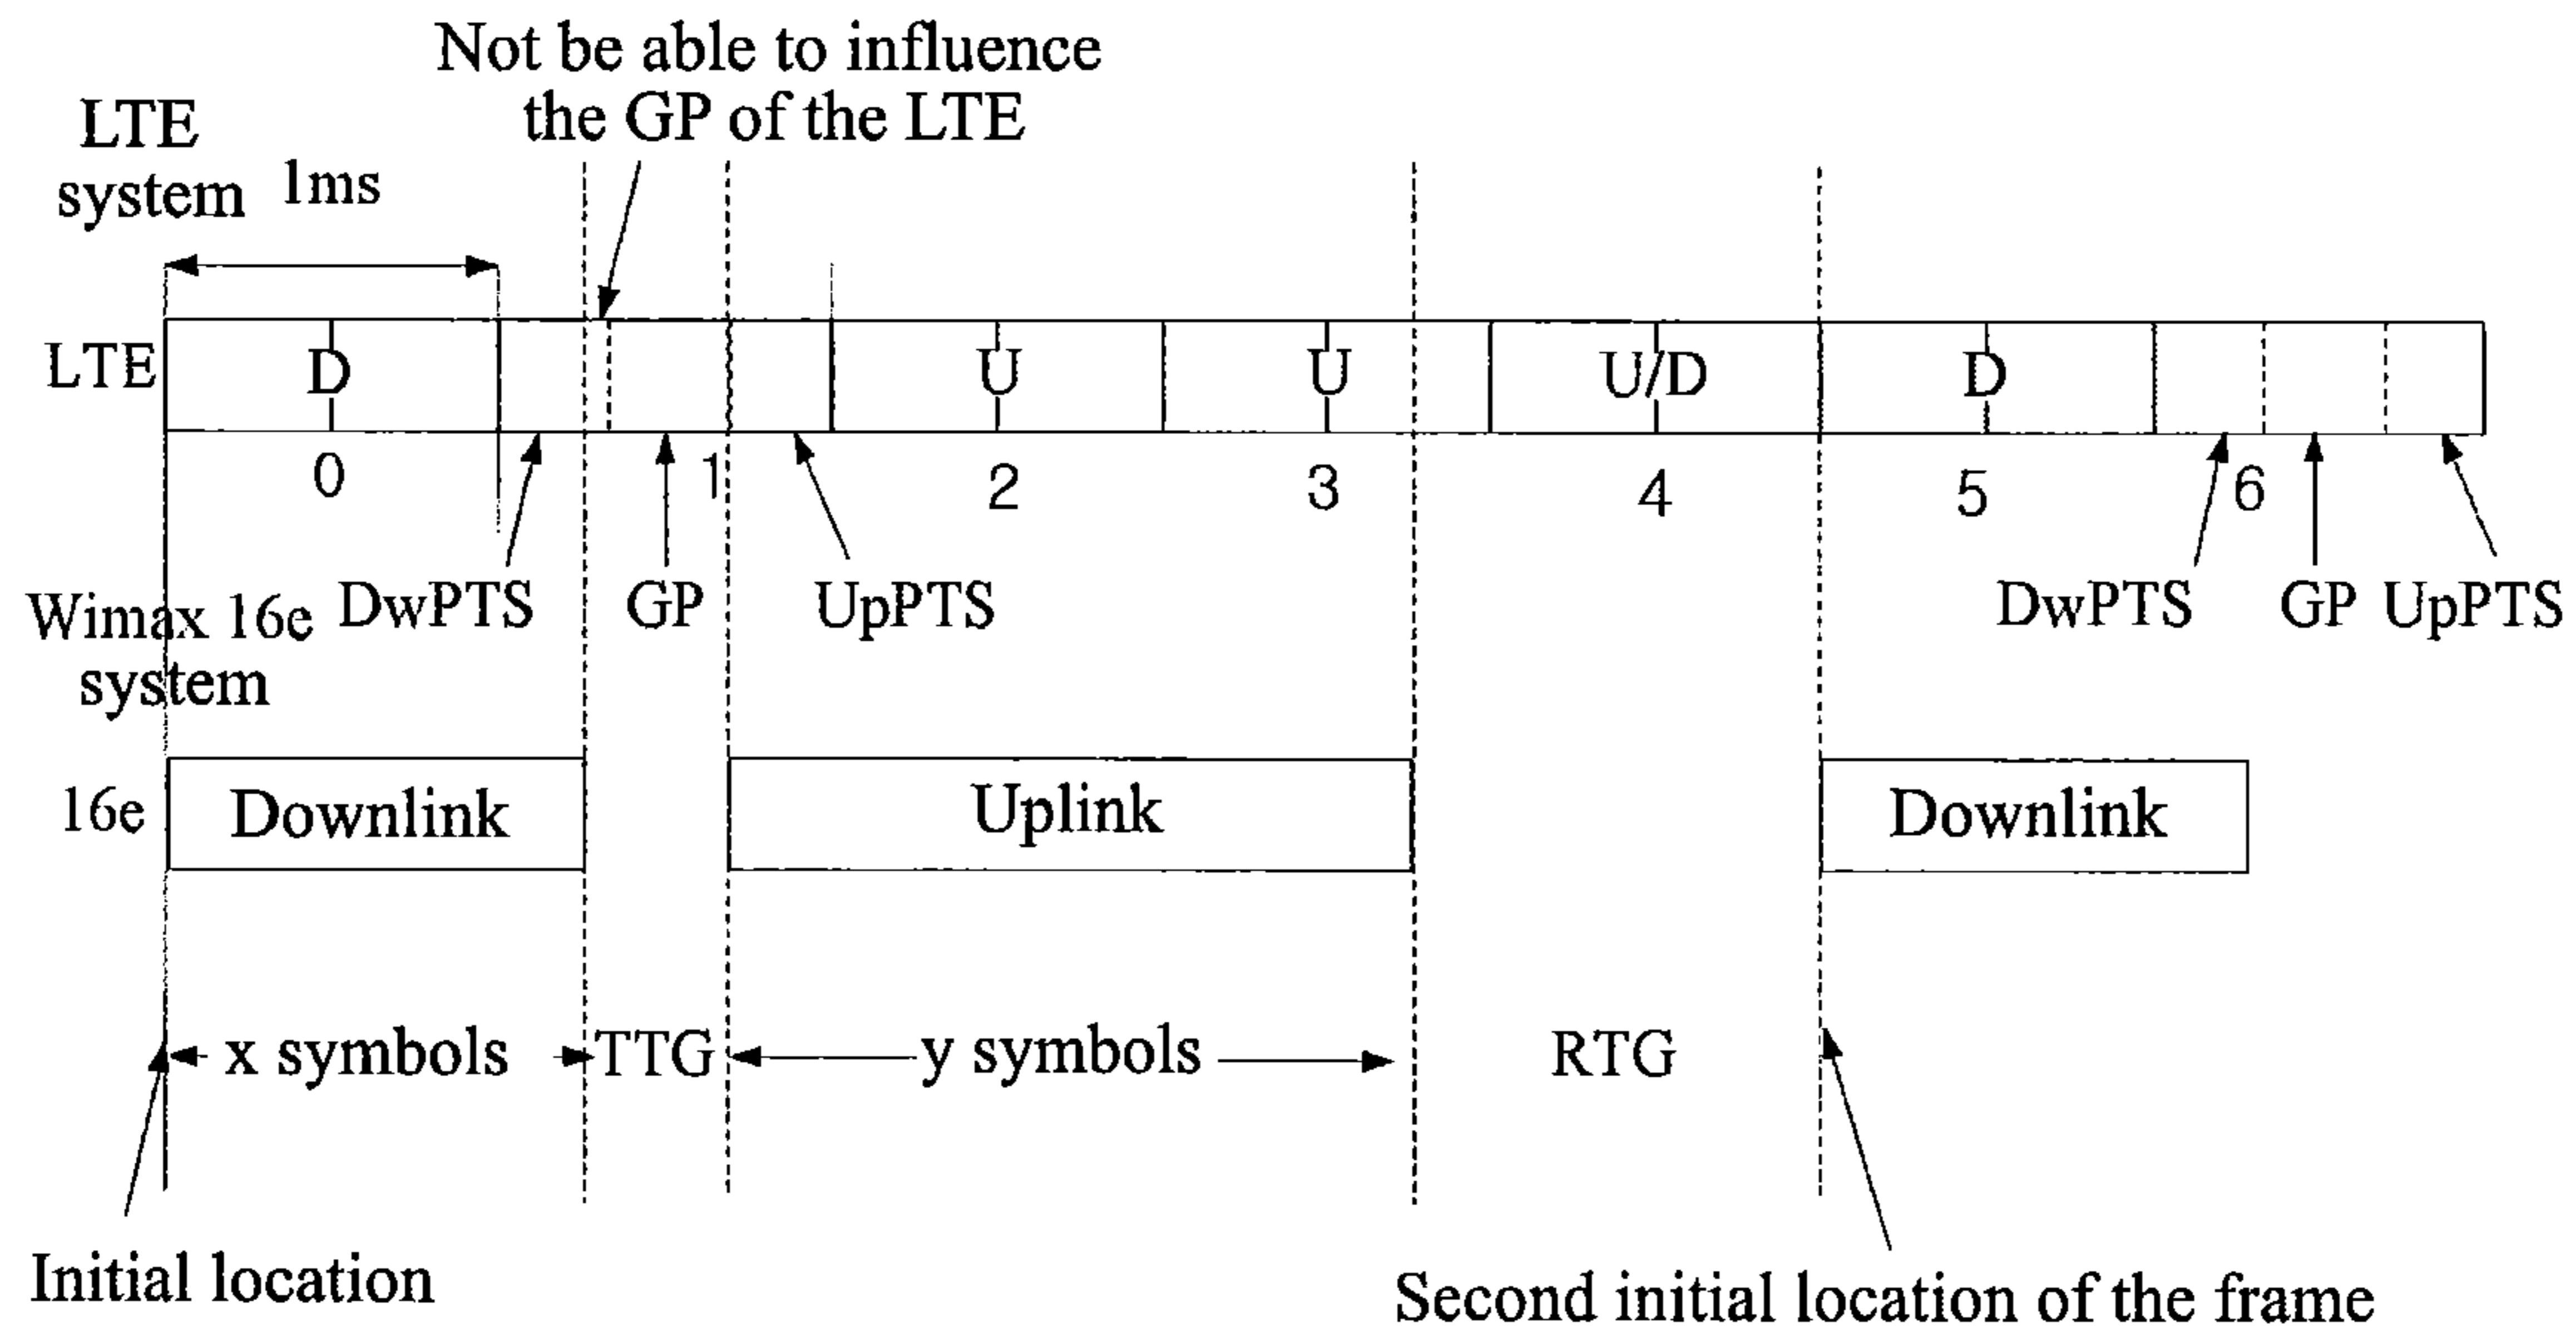 Not be able to influence
the GP of the LTE
LTE
system
1ms
LTE D U U U/D D
0 1 2 3 4 5 6
DwPTS GP UpPTS DwPTS GP UpPTS
Wimax 16e
system
16e Downlink Uplink Downlink
x symbols TTG y symbols RTG
Initial location
Second initial location of the frame